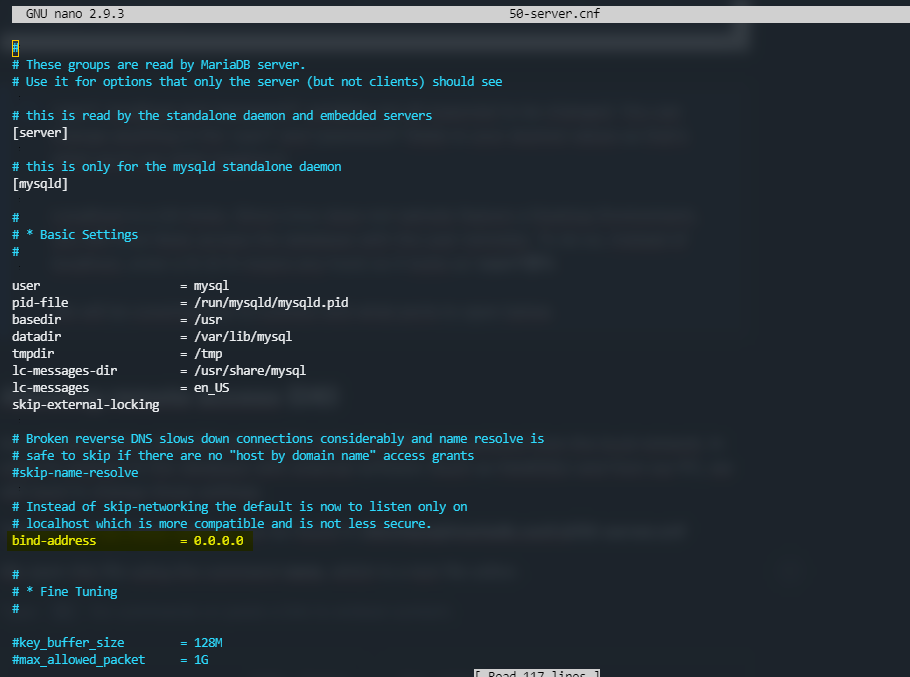 GNU nano 2.9.3 50-server.cnf
#
# These groups are read by MariaDB server.
# Use it for options that only the server (but not clients) should see
# this is read by the standalone daemon and embedded servers
[server]
# this is only for the mysqld standalone daemon
[mysqld]
#
# * Basic Settings
#
user = mysql
pid-file = /run/mysqld/mysqld.pid
basedir = /usr
datadir = /var/lib/mysql
tmpdir = /tmp
lc-messages-dir = /usr/share/mysql
lc-messages = en_US
skip-external-locking
# Broken reverse DNS slows down connections considerably and name resolve is
# safe to skip if there are no "host by domain name" access grants
#skip-name-resolve
# Instead of skip-networking the default is now to listen only on
# localhost which is more compatible and is not less secure.
bind-address = 0.0.0.0
#
# * Fine Tuning
#
#key_buffer_size = 128M
#max_allowed_packet = 1G
[ Read 117 lines ]